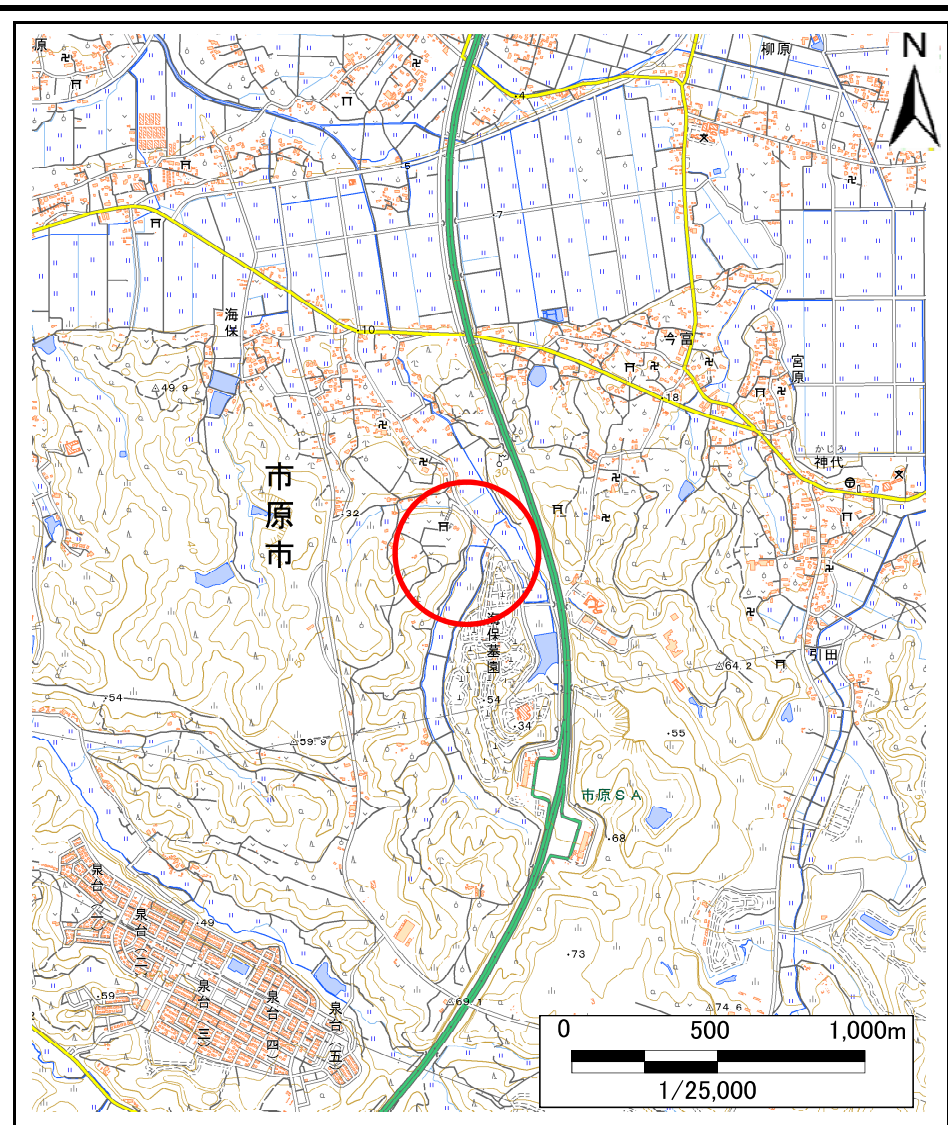 原
柳原
N
4
5
7
海保
10
今富
宮原
49.9
18
かじろ
神代
30
市原市
32
海保墓園
引田
64.2
54
54
34
59.9
55
市原SA
68
泉台(一)
泉台(二)
49
泉台(三)
泉台(四)
泉台(五)
59
73
69.1
74.6
0 500 1,000m
1/25,000